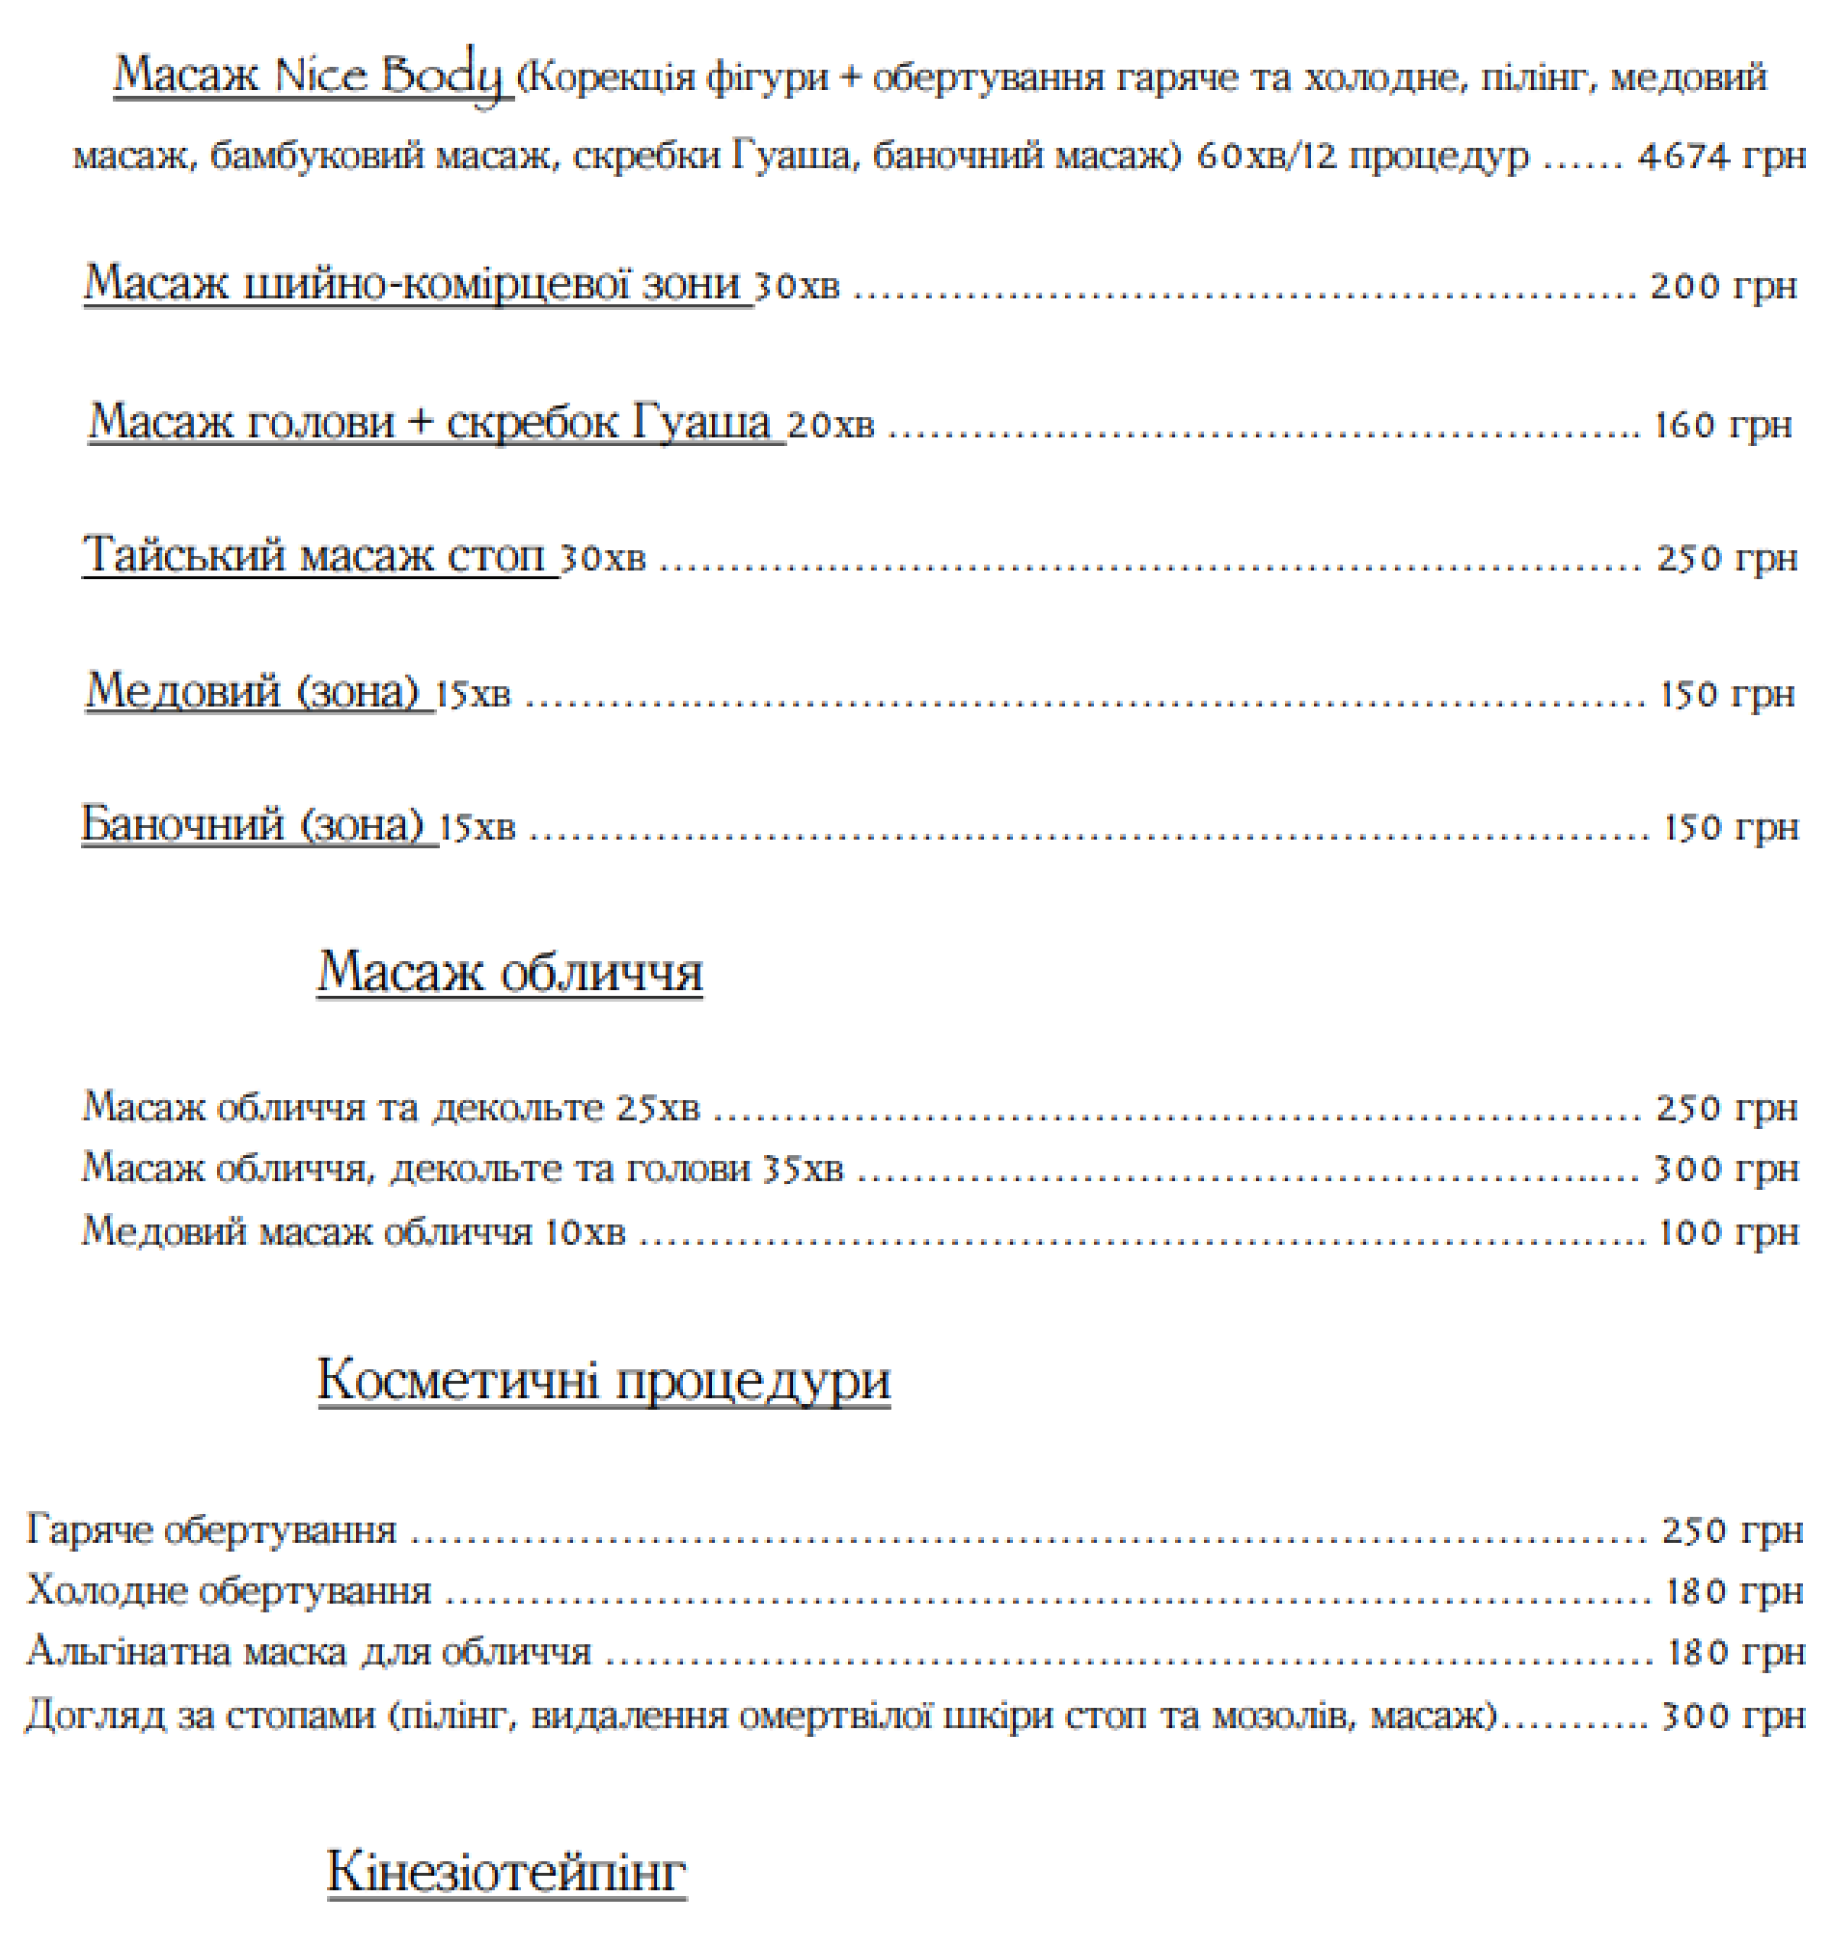 Масаж Nice Body (Корекція фігури + обертування гаряче та холодне, пілінг, медовий
масаж, бамбуковий масаж, скребки Гуаша, баночний масаж) 60хв/12 процедур ...... 4674 грн
Масаж шийно-комірцевої зони 30хв ........................................................ 200 грн
Масаж голови + скребок Гуаша 20хв ...................................................... 160 грн
Тайський масаж стоп 30хв ...................................................................... 250 грн
Медовий (зона) 15хв ................................................................................ 150 грн
Баночний (зона) 15хв ................................................................................ 150 грн
Масаж обличчя
Масаж обличчя та декольте 25хв .................................................................. 250 грн
Масаж обличчя, декольте та голови 35хв ........................................................ 300 грн
Медовий масаж обличчя 10хв ........................................................................ 100 грн
Косметичні процедури
Гаряче обертування ........................................................................................ 250 грн
Холодне обертування ...................................................................................... 180 грн
Альгінатна маска для обличчя .......................................................................... 180 грн
Догляд за стопами (пілінг, видалення омертвілої шкіри стоп та мозолів, масаж)........... 300 грн
Кінезіотейпінг